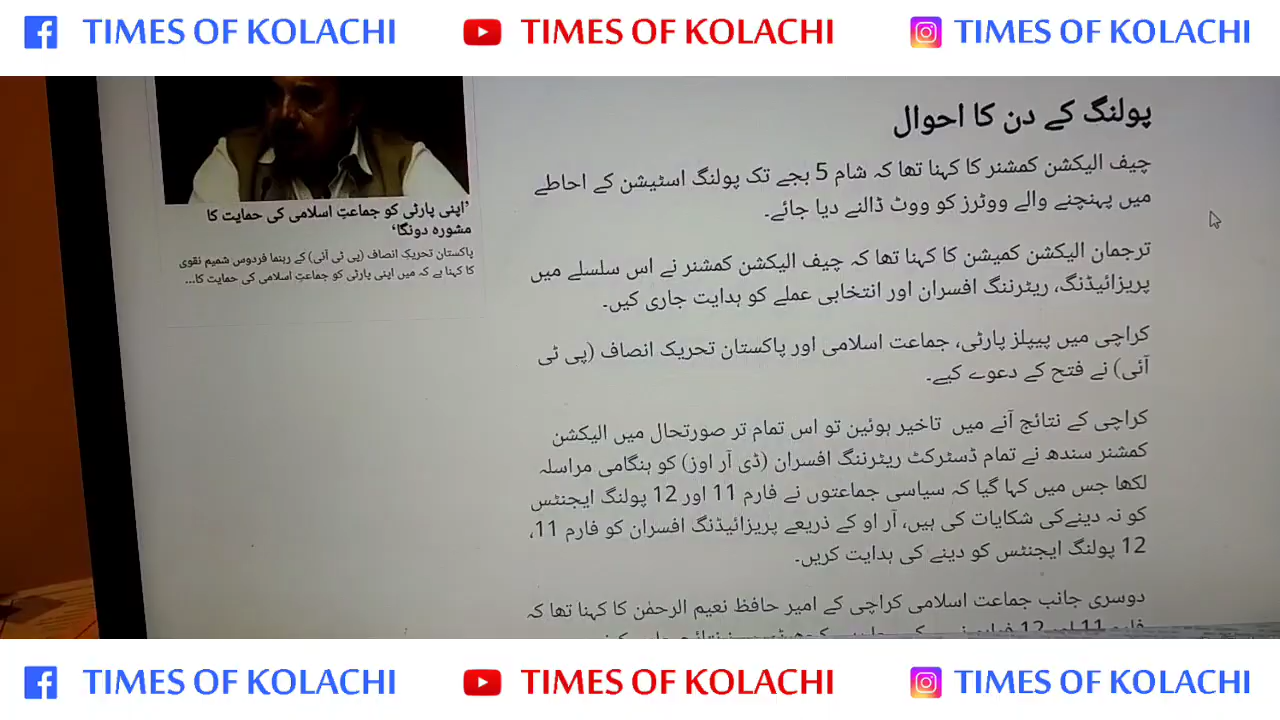 TIMES OF KOLACHI TIMES OF KOLACHI TIMES OF KOLACHI
پولنگ کے دن کا احوال
چیف الیکشن کمشنر کا کہنا تھا کہ شام 5 بجے تک پولنگ اسٹیشن کے احاطے
میں پہنچنے والے ووٹرز کو ووٹ ڈالنے دیا جائے۔
ترجمان الیکشن کمیشن کا کہنا تھا کہ چیف الیکشن کمشنر نے اس سلسلے میں
پریزائیڈنگ، ریٹرننگ افسران اور انتخابی عملے کو ہدایت جاری کیں۔
کراچی میں پیپلز پارٹی، جماعت اسلامی اور پاکستان تحریک انصاف (پی ٹی
آئی) نے فتح کے دعوے کیے۔
کراچی کے نتائج آنے میں تاخیر ہوئین تو اس تمام تر صورتحال میں الیکشن
کمشنر سندھ نے تمام ڈسٹرکٹ ریٹرننگ افسران (ڈی آر اوز) کو ہنگامی مراسلہ
لکھا جس میں کہا گیا کہ سیاسی جماعتوں نے فارم 11 اور 12 پولنگ ایجنٹس
کو نہ دینےکی شکایات کی ہیں، آر او کے ذریعے پریزائیڈنگ افسران کو فارم 11،
12 پولنگ ایجنٹس کو دینے کی ہدایت کریں۔
دوسری جانب جماعت اسلامی کراچی کے امیر حافظ نعیم الرحمٰن کا کہنا تھا کہ
فارم 11 اور 12
’اپنی پارٹی کو جماعتِ اسلامی کی حمایت کا
مشورہ دونگا‘
پاکستان تحریکِ انصاف (پی ٹی آئی) کے رہنما فردوس شمیم نقوی
کا کہنا ہے کہ میں اپنی پارٹی کو جماعتِ اسلامی کی حمایت کا...
TIMES OF KOLACHI TIMES OF KOLACHI TIMES OF KOLACHI